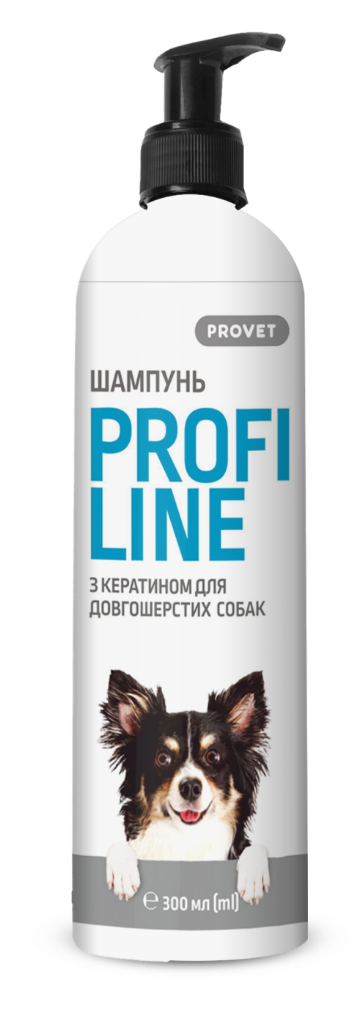 PROVET
ШАМПУНЬ
PROFI
LINE
З КЕРАТИНОМ ДЛЯ
ДОВГОШЕРСТИХ СОБАК
℮ 300 мл (ml)